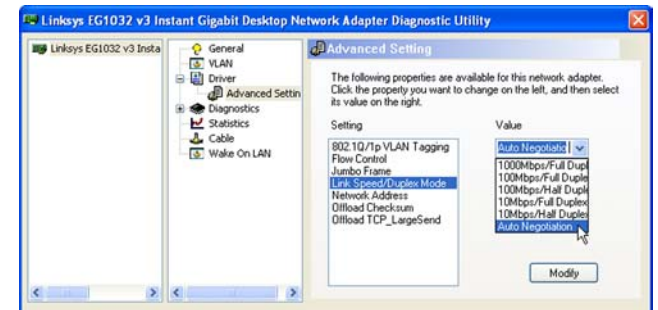 Linksys EG1032 v3 Instant Gigabit Desktop Network Adapter Diagnostic Utility
Linksys EG1032 v3 Insta
General
VLAN
Driver
Advanced Settin
Diagnostics
Statistics
Cable
Wake On LAN
Advanced Setting
The following properties are available for this network adapter.
Click the property you want to change on the left, and then select
its value on the right.
Setting
802.1Q/1p VLAN Tagging
Flow Control
Jumbo Frame
Link Speed/Duplex Mode
Network Address
Offload Checksum
Offload TCP_LargeSend
Value
Auto Negotiatio
1000Mbps/Full Dupl
100Mbps/Full Duple
100Mbps/Half Duple
10Mbps/Full Duplex
10Mbps/Half Duplex
Auto Negotiation
Modify